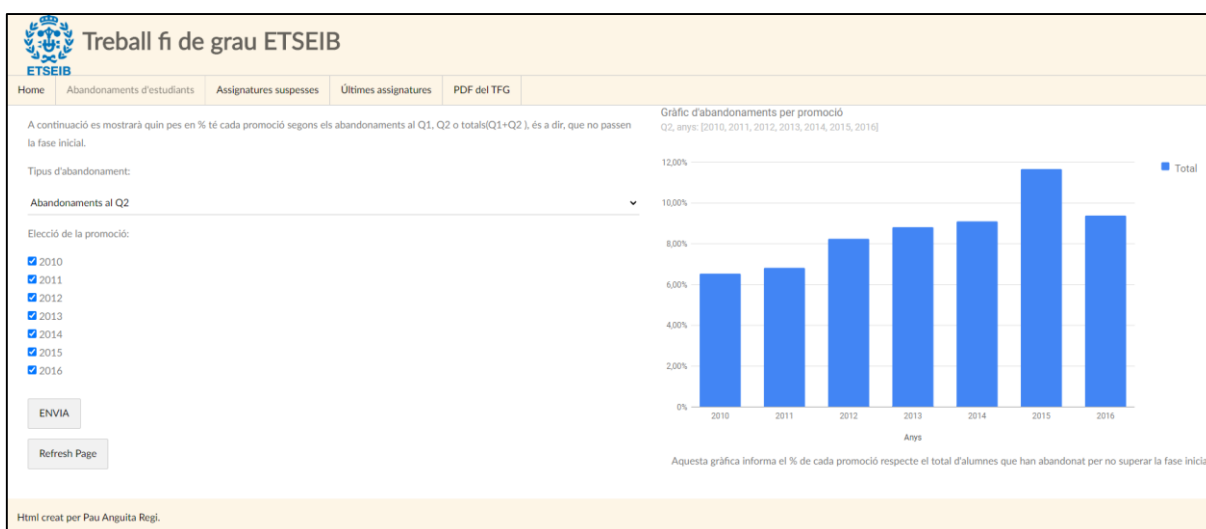 ETSEIB
Treball fi de grau ETSEIB
Home
Abandonaments d'estudiants
Assignatures suspeses
Últimes assignatures
PDF del TFG
A continuació es mostrarà quin pes en % té cada promoció segons els abandonaments al Q1, Q2 o totals(Q1+Q2 ), és a dir, que no passen
la fase inicial.
Tipus d'abandonament:
Abandonaments al Q2
Elecció de la promoció:
2010
2011
2012
2013
2014
2015
2016
ENVIA
Refresh Page
Gràfic d'abandonaments per promoció
Q2, anys: [2010, 2011, 2012, 2013, 2014, 2015, 2016]
12,00%
10,00%
8,00%
6,00%
4,00%
2,00%
0%
2010 2011 2012 2013 2014 2015 2016
Anys
Total
Aquesta gràfica informa el % de cada promoció respecte el total d'alumnes que han abandonat per no superar la fase inicia
Html creat per Pau Anguita Regi.